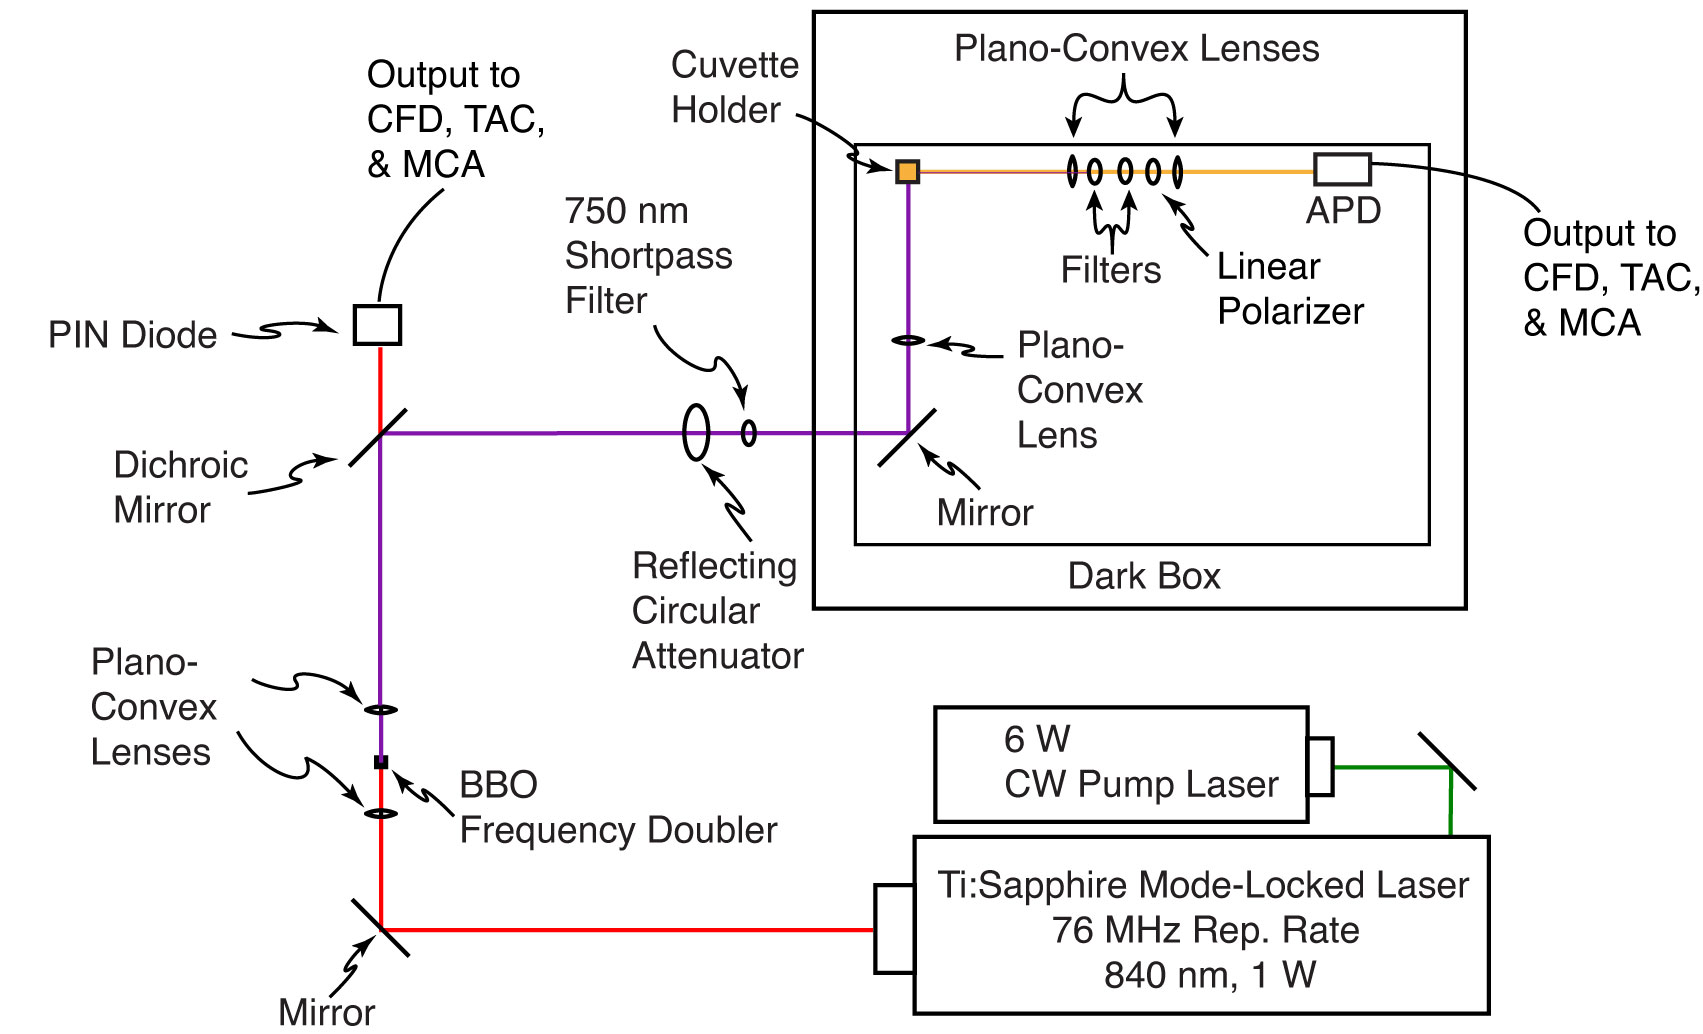 Output to
CFD, TAC,
& MCA
Cuvette
Holder
Plano-Convex Lenses
750 nm
Shortpass
Filter
APD
Filters
Linear
Polarizer
Output to
CFD, TAC,
& MCA
PIN Diode
Plano-
Convex
Lens
Dichroic
Mirror
Mirror
Reflecting
Circular
Attenuator
Dark Box
Plano-
Convex
Lenses
BBO
Frequency Doubler
6 W
CW Pump Laser
Ti:Sapphire Mode-Locked Laser
76 MHz Rep. Rate
840 nm, 1 W
Mirror